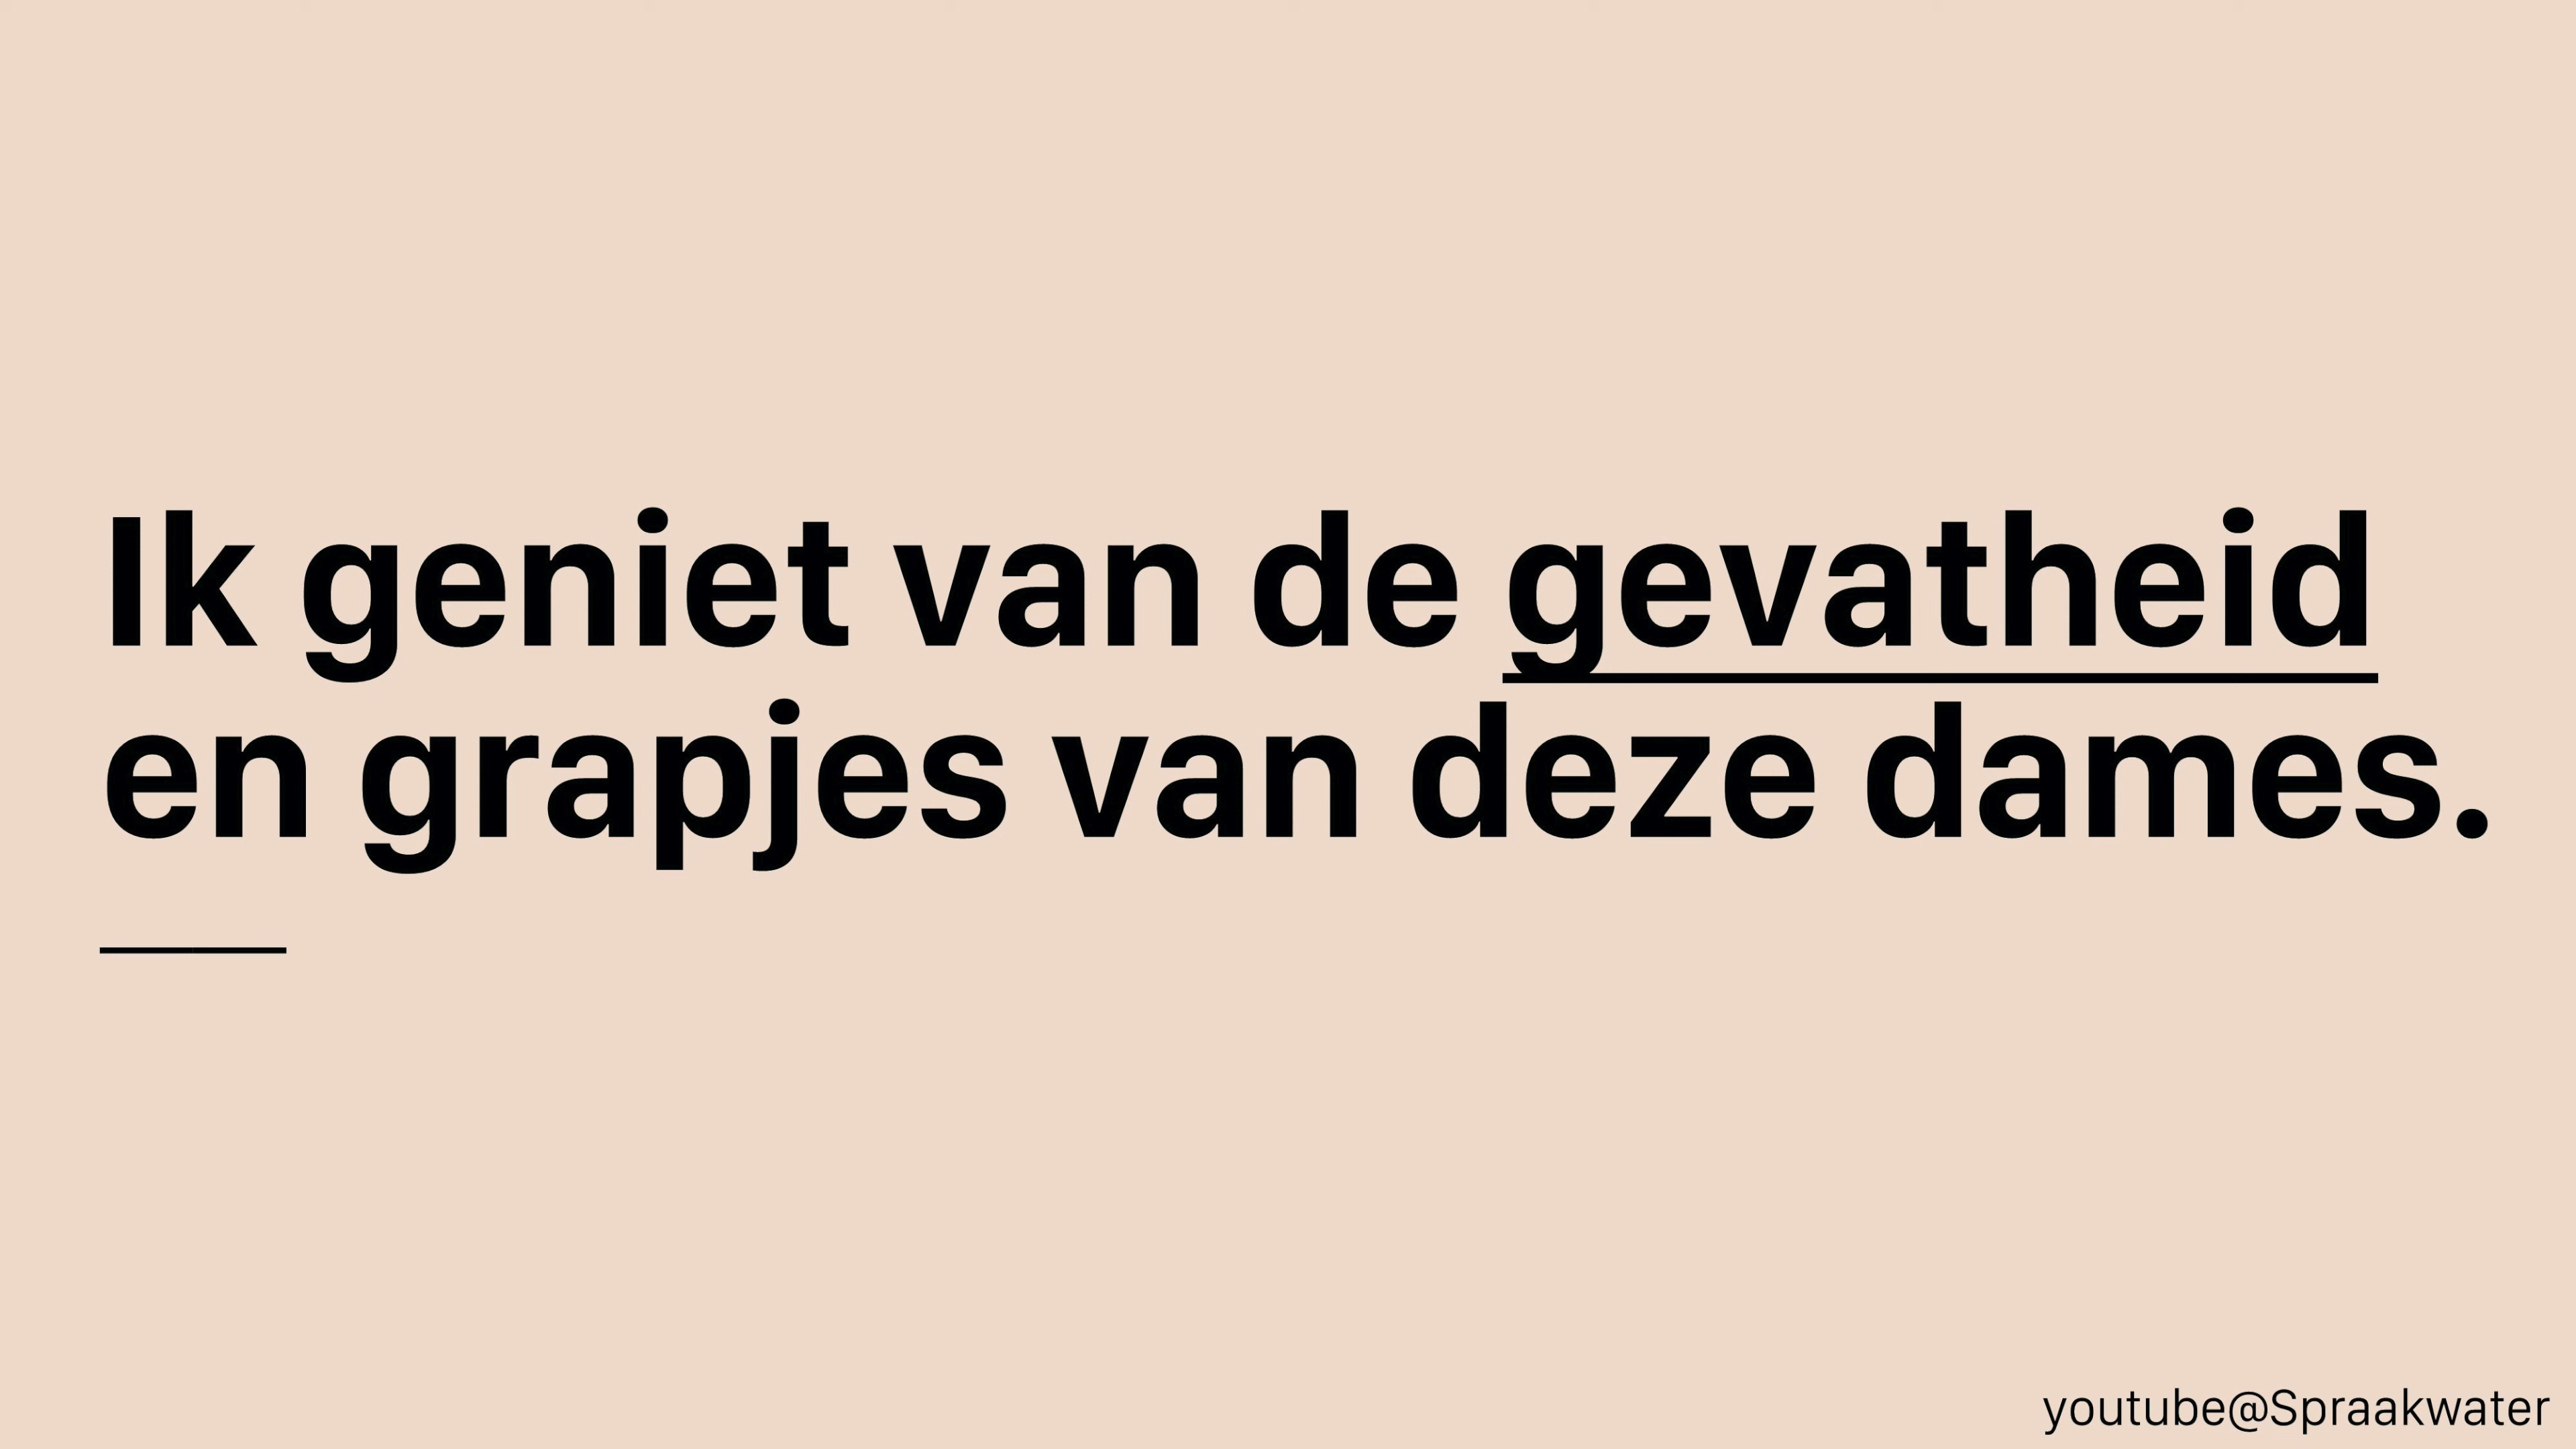 Ik geniet van de gevatheid
en grapjes van deze dames.
youtube@Spraakwater